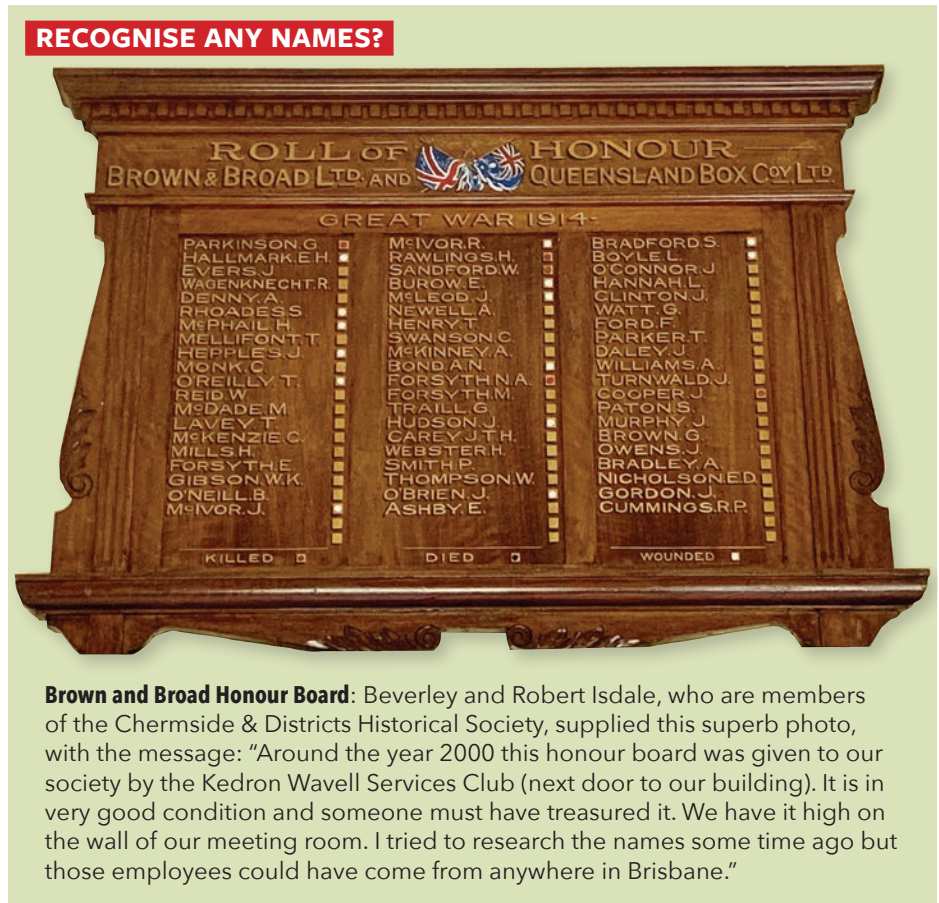 RECOGNISE ANY NAMES?
ROLL OF HONOUR
BROWN & BROAD LTD. AND QUEENSLAND BOX COY. LTD
GREAT WAR 1914-
PARKINSON.G.
HALLMARK.E.H.
EVERS.J
WAGENKNECHT.R.
DENNY.A.
RHOADES.S
McPHAIL.H.
MELLIFONT.T.
HEPPLES.J.
MONK.C.
O'REILLY.T.
REID.W
McDADE.M
LAVEY.T.
McKENZIE.C.
MILLS.H.
FORSYTH.E
GIBSON.W.K.
O'NEILL.B.
McIVOR.J.
McIVOR.R.
RAWLINGS.H.
SANDFORD.W.
BUROW.E.
McLEOD.J.
NEWELL.A.
HENRY.T.
SWANSON.C.
McKINNEY.A.
BOND.A.N.
FORSYTH.N.A.
FORSYTH.M.
TRAILL.G
HUDSON.J.
CAREY.J.T.H.
WEBSTER.H.
SMITH.P.
THOMPSON.W.
O'BRIEN.J.
ASHBY.E.
BRADFORD.S.
BOYLE.L.
O'CONNOR.J
HANNAH.L.
CLINTON.J.
WATT.G.
FORD.F.
PARKER.T.
DALEY.J.
WILLIAMS.A.
TURNWALD.J.
COOPER.J.
PATON.S.
MURPHY.J
BROWN.G.
OWENS.J.
BRADLEY.A.
NICHOLSON.E.D.
GORDON.J.
CUMMINGS.R.P.
KILLED
DIED
WOUNDED
Brown and Broad Honour Board: Beverley and Robert Isdale, who are members
of the Chermside & Districts Historical Society, supplied this superb photo,
with the message: “Around the year 2000 this honour board was given to our
society by the Kedron Wavell Services Club (next door to our building). It is in
very good condition and someone must have treasured it. We have it high on
the wall of our meeting room. I tried to research the names some time ago but
those employees could have come from anywhere in Brisbane.”